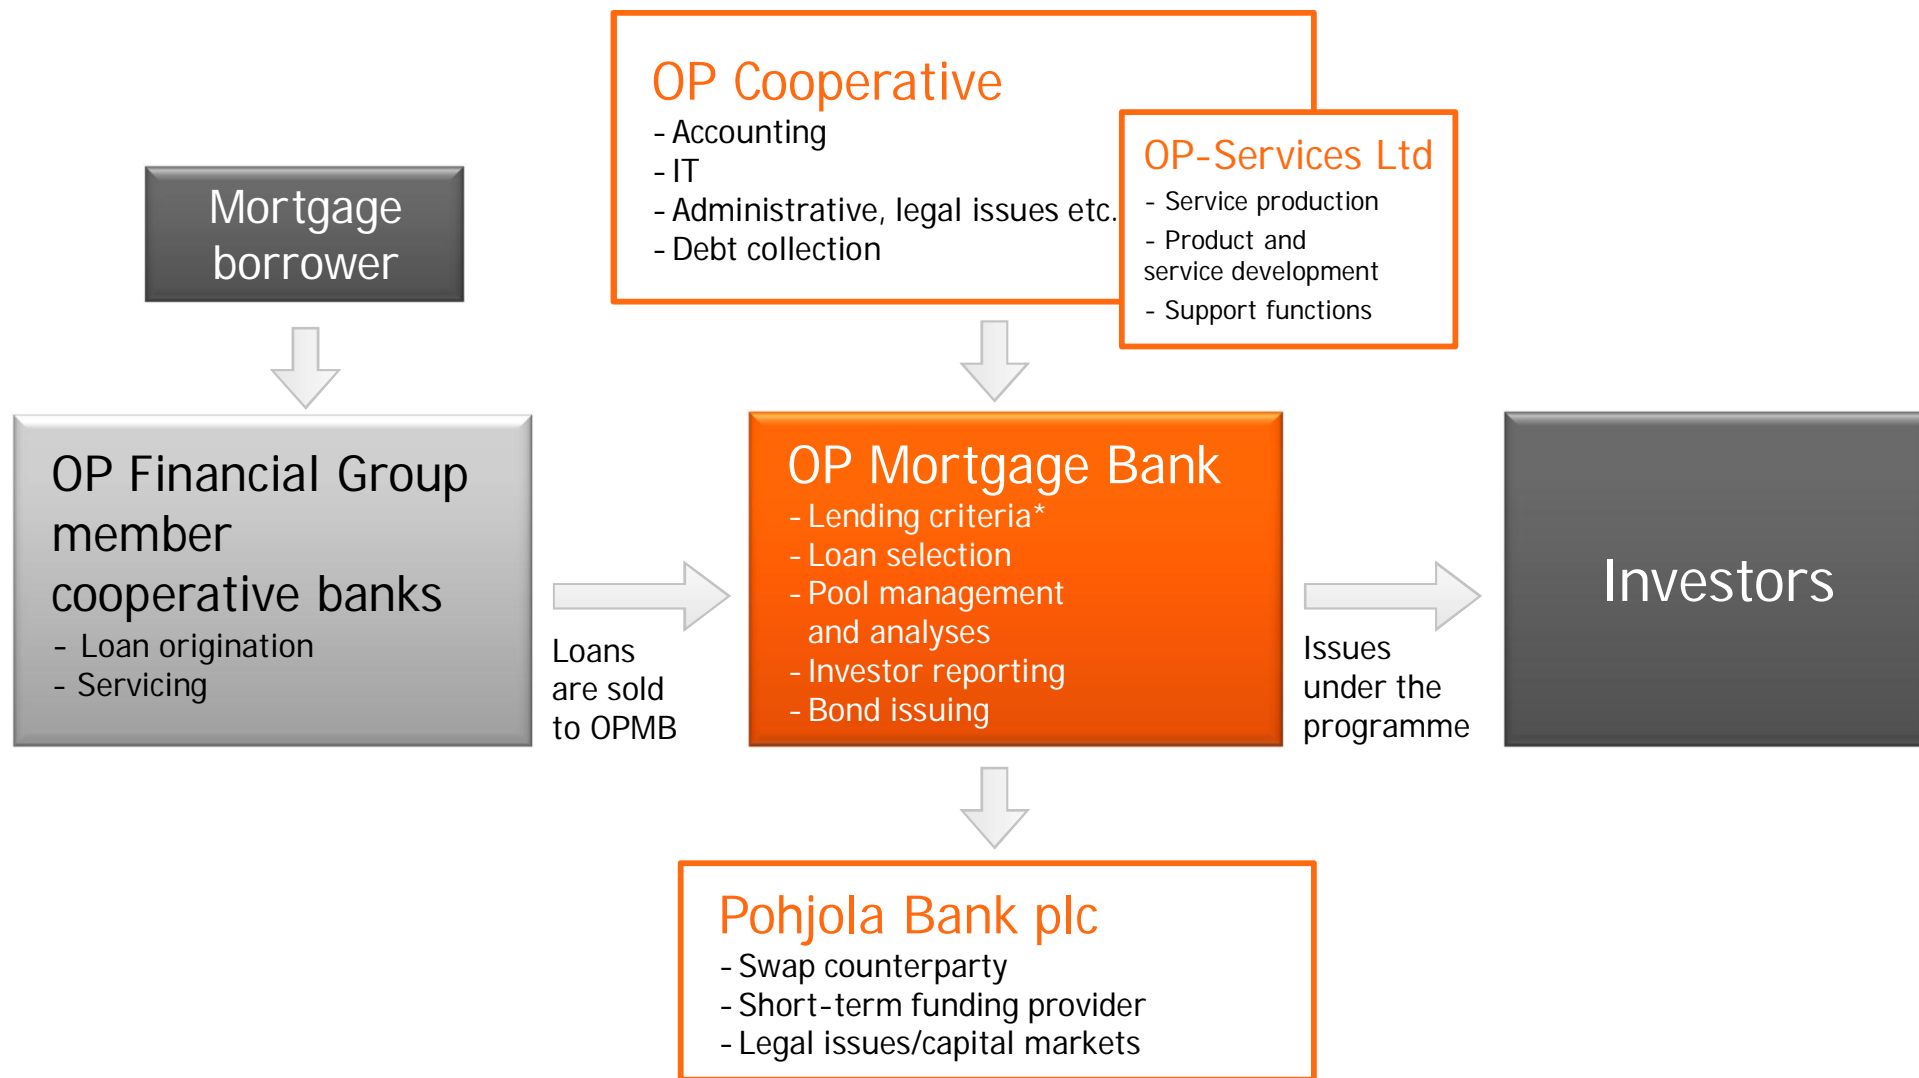 OP Cooperative
- Accounting
- IT
- Administrative, legal issues etc.
- Debt collection
OP-Services Ltd
- Service production
- Product and
service development
- Support functions
Mortgage
borrower
OP Financial Group
member
cooperative banks
- Loan origination
- Servicing
Loans
are sold
to OPMB
OP Mortgage Bank
- Lending criteria*
- Loan selection
- Pool management
and analyses
- Investor reporting
- Bond issuing
Issues
under the
programme
Investors
Pohjola Bank plc
- Swap counterparty
- Short-term funding provider
- Legal issues/capital markets